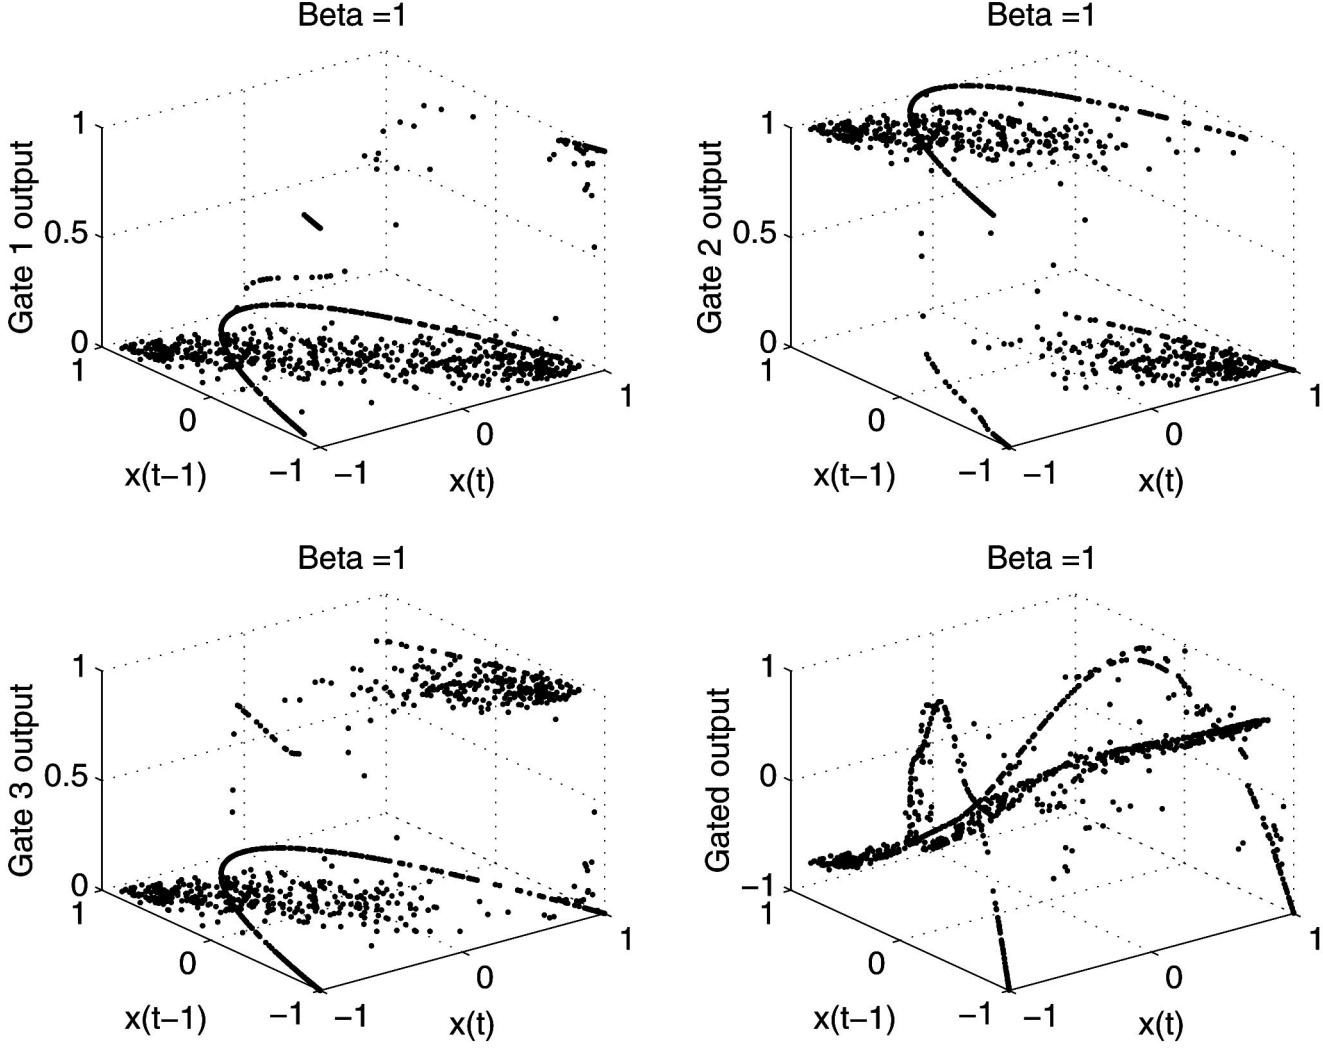 Beta =1
Gate 1 output
1
0.5
0
1
0
−1
x(t−1)
−1
0
1
x(t)
Beta =1
Gate 2 output
1
0.5
0
1
0
−1
x(t−1)
−1
0
1
x(t)
Beta =1
Gate 3 output
1
0.5
0
1
0
−1
x(t−1)
−1
0
1
x(t)
Beta =1
Gated output
1
0
−1
1
0
−1
x(t−1)
−1
0
1
x(t)